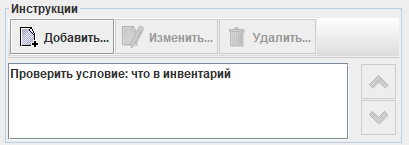 Инструкции
Добавить... Изменить... Удалить...
Проверить условие: что в инвентарий